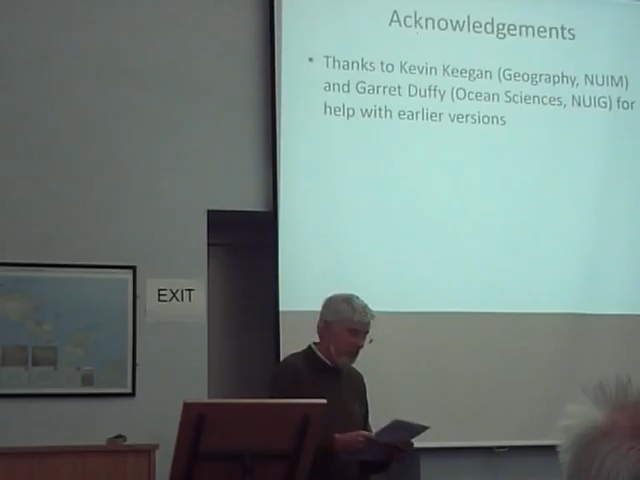 Acknowledgements
• Thanks to Kevin Keegan (Geography, NUIM)
and Garret Duffy (Ocean Sciences, NUIG) for
help with earlier versions
EXIT